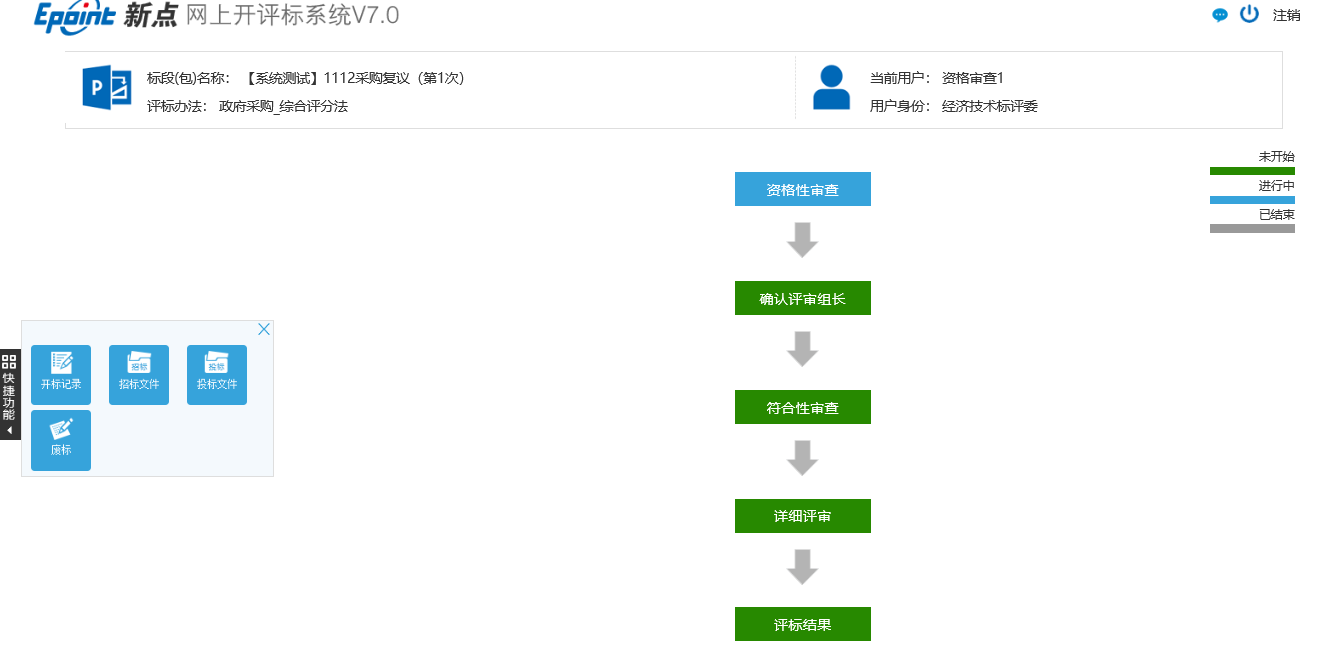 Epoint 新点 网上开评标系统V7.0
注销
标段(包)名称： 【系统测试】1112采购复议（第1次）
评标办法： 政府采购_综合评分法
当前用户： 资格审查1
用户身份： 经济技术标评委
未开始
进行中
已结束
资格性审查
确认评审组长
符合性审查
详细评审
评标结果
快捷功能
招标
投标
开标记录
招标文件
投标文件
废标